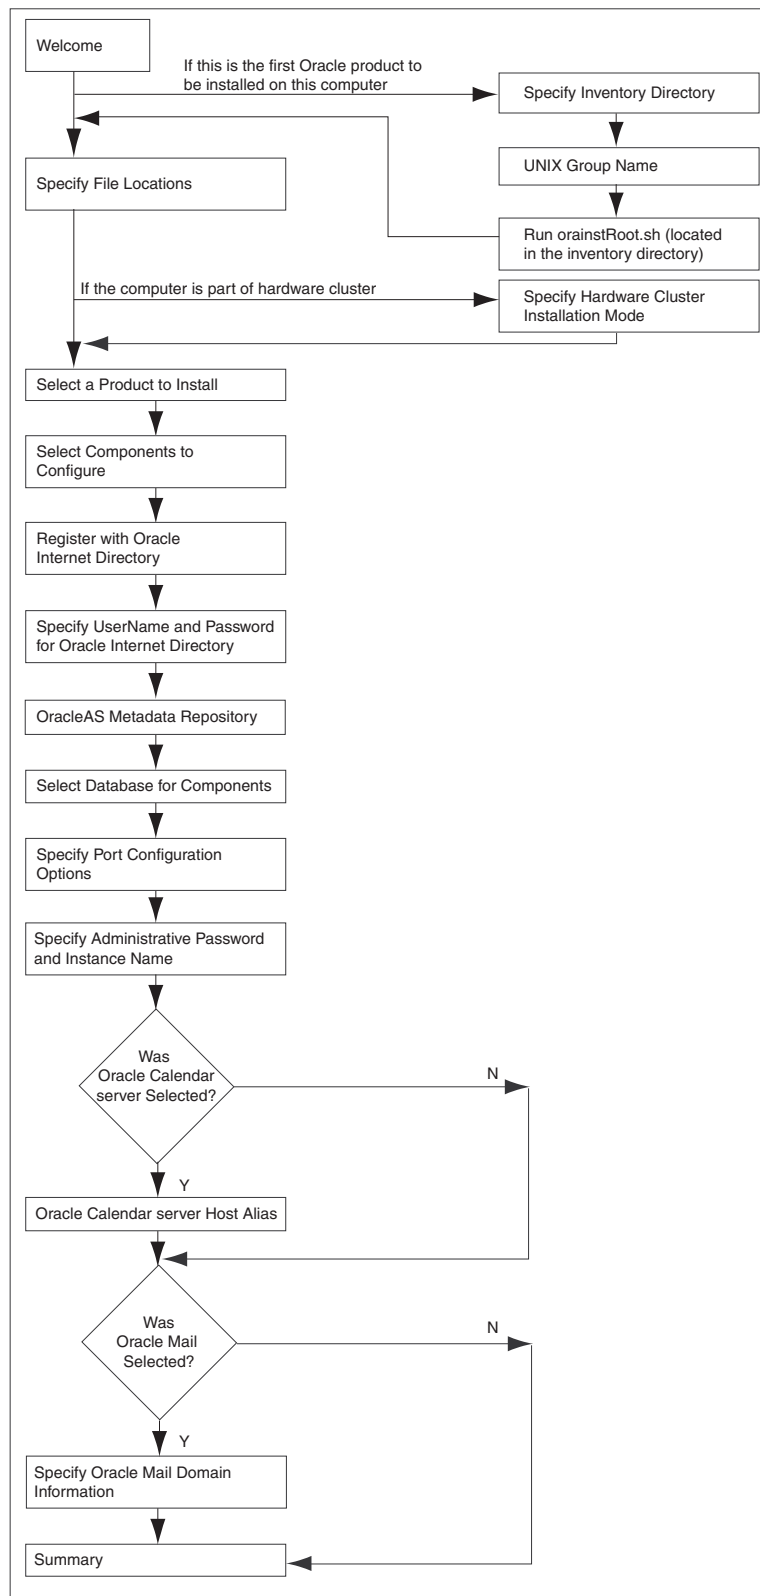 Welcome
If this is the first Oracle product to
be installed on this computer
Specify Inventory Directory
UNIX Group Name
Specify File Locations
Run orainstRoot.sh (located
in the inventory directory)
If the computer is part of hardware cluster
Specify Hardware Cluster
Installation Mode
Select a Product to Install
Select Components to
Configure
Register with Oracle
Internet Directory
Specify UserName and Password
for Oracle Internet Directory
OracleAS Metadata Repository
Select Database for Components
Specify Port Configuration
Options
Specify Administrative Password
and Instance Name
Was
Oracle Calendar
server Selected?
N
Y
Oracle Calendar server Host Alias
Was
Oracle Mail
Selected?
N
Y
Specify Oracle Mail Domain
Information
Summary